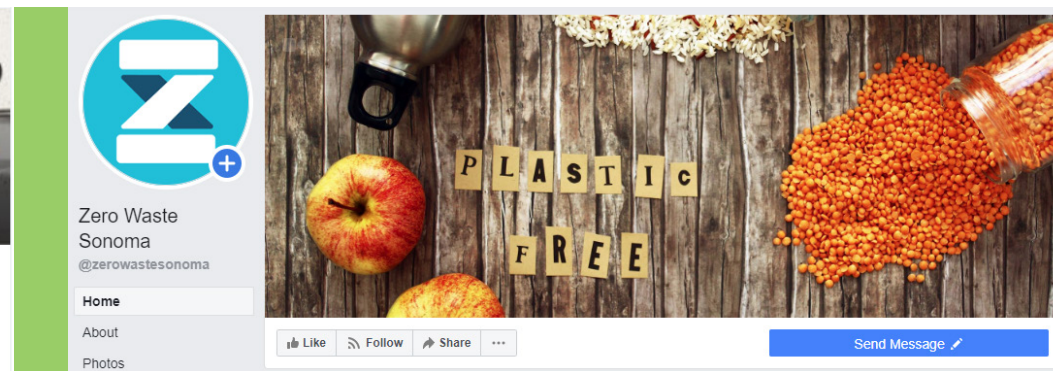 Z
Zero Waste
Sonoma
@zerowastesonoma
Home
About
Photos
PLASTIC
FREE
Like Follow Share ...
Send Message